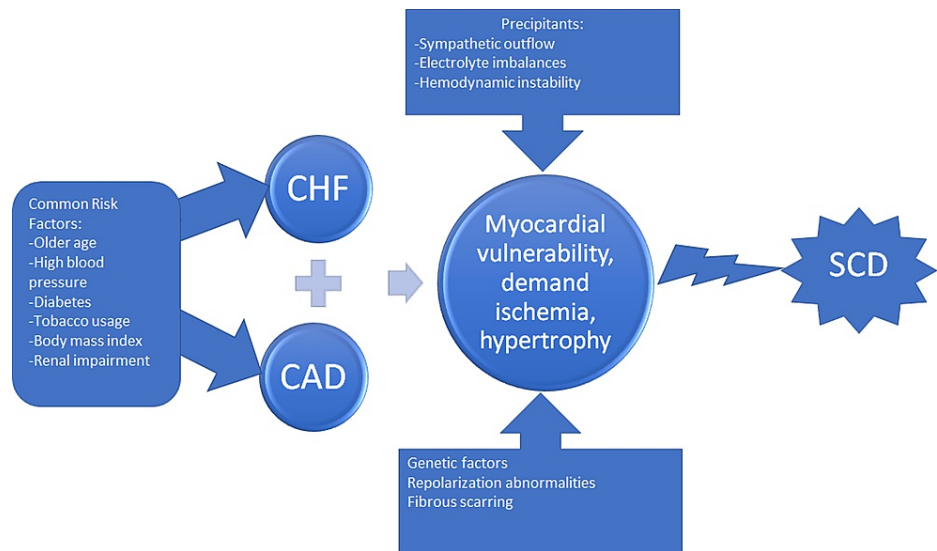 Precipitants:
-Sympathetic outflow
-Electrolyte imbalances
-Hemodynamic instability
Common Risk
Factors:
-Older age
-High blood
pressure
-Diabetes
-Tobacco usage
-Body mass index
-Renal impairment
CHF
CAD
Myocardial
vulnerability,
demand
ischemia,
hypertrophy
SCD
Genetic factors
Repolarization abnormalities
Fibrous scarring